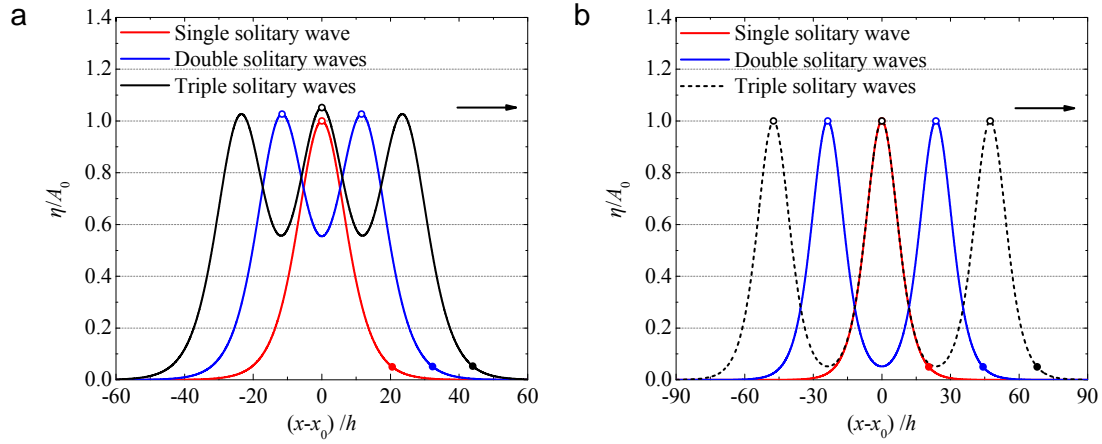 a
1.4
1.2
1.0
0.8
0.6
0.4
0.2
0.0
η/A0
Single solitary wave
Double solitary waves
Triple solitary waves
-60 -40 -20 0 20 40 60
(x-x0) /h
b
1.4
1.2
1.0
0.8
0.6
0.4
0.2
0.0
η/A0
Single solitary wave
Double solitary waves
Triple solitary waves
-90 -60 -30 0 30 60 90
(x-x0) /h